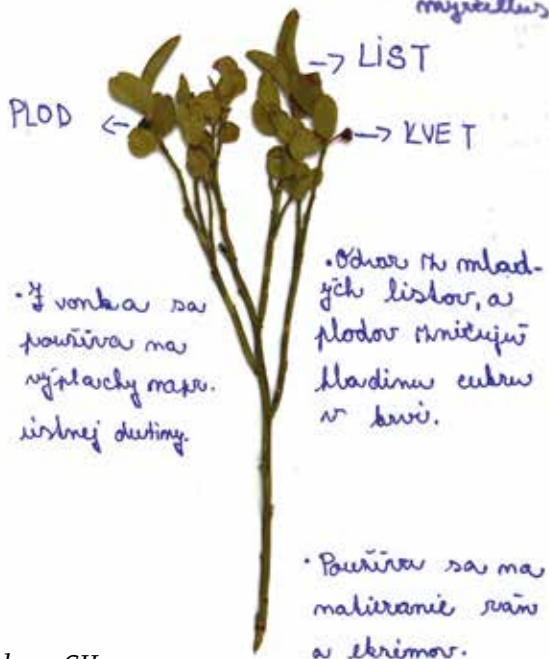 myrtellus
LIST
PLOD
KVET
• Z vonka sa
používa na
výplachy napr.
ústnej dutiny.
• Odvar z mlad-
ých listov, a
plodov znižujú
hladinu cukru
v krvi.
• Používa sa na
natieranie rán
a ekzémov.